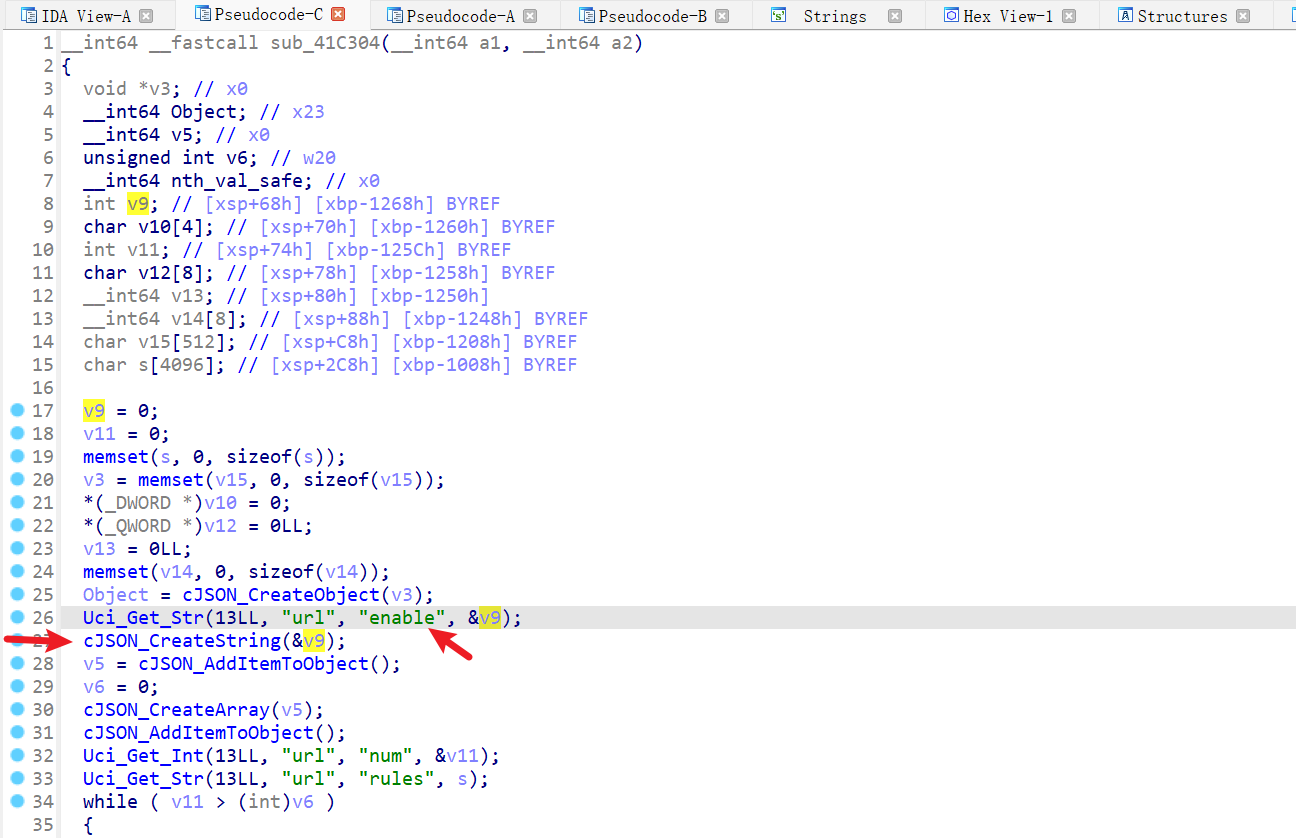 IDA View-A Pseudocode-C Pseudocode-A Pseudocode-B Strings Hex View-1 Structures
1 __int64 __fastcall sub_41C304(__int64 a1, __int64 a2)
2 {
3 void *v3; // x0
4 __int64 Object; // x23
5 __int64 v5; // x0
6 unsigned int v6; // w20
7 __int64 nth_val_safe; // x0
8 int v9; // [xsp+68h] [xbp-1268h] BYREF
9 char v10[4]; // [xsp+70h] [xbp-1260h] BYREF
10 int v11; // [xsp+74h] [xbp-125Ch] BYREF
11 char v12[8]; // [xsp+78h] [xbp-1258h] BYREF
12 __int64 v13; // [xsp+80h] [xbp-1250h]
13 __int64 v14[8]; // [xsp+88h] [xbp-1248h] BYREF
14 char v15[512]; // [xsp+C8h] [xbp-1208h] BYREF
15 char s[4096]; // [xsp+2C8h] [xbp-1008h] BYREF
16
17 v9 = 0;
18 v11 = 0;
19 memset(s, 0, sizeof(s));
20 v3 = memset(v15, 0, sizeof(v15));
21 *(_DWORD *)v10 = 0;
22 *(_QWORD *)v12 = 0LL;
23 v13 = 0LL;
24 memset(v14, 0, sizeof(v14));
25 Object = cJSON_CreateObject(v3);
26 Uci_Get_Str(13LL, "url", "enable", &v9);
27 cJSON_CreateString(&v9);
28 v5 = cJSON_AddItemToObject();
29 v6 = 0;
30 cJSON_CreateArray(v5);
31 cJSON_AddItemToObject();
32 Uci_Get_Int(13LL, "url", "num", &v11);
33 Uci_Get_Str(13LL, "url", "rules", s);
34 while ( v11 > (int)v6 )
35 {